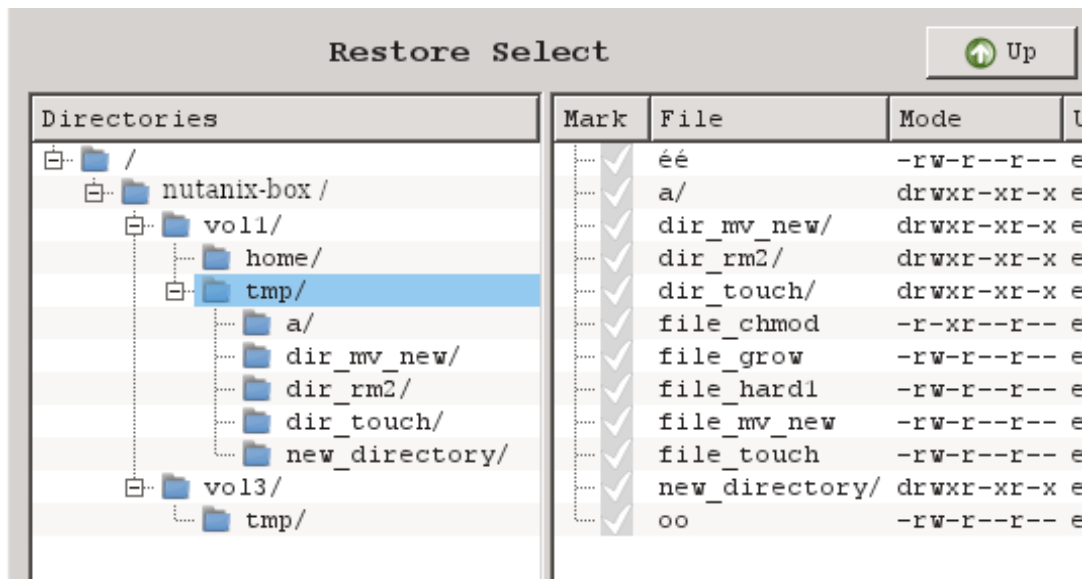 Restore Select
Up
Directories
/
nutanix-box /
vol1/
home/
tmp/
a/
dir_mv_new/
dir_rm2/
dir_touch/
new_directory/
vol3/
tmp/
Mark File Mode
éé -rw-r--r--
a/ drwxr-xr-x
dir_mv_new/ drwxr-xr-x
dir_rm2/ drwxr-xr-x
dir_touch/ drwxr-xr-x
file_chmod -r-xr--r--
file_grow -rw-r--r--
file_hard1 -rw-r--r--
file_mv_new -rw-r--r--
file_touch -rw-r--r--
new_directory/ drwxr-xr-x
oo -rw-r--r--